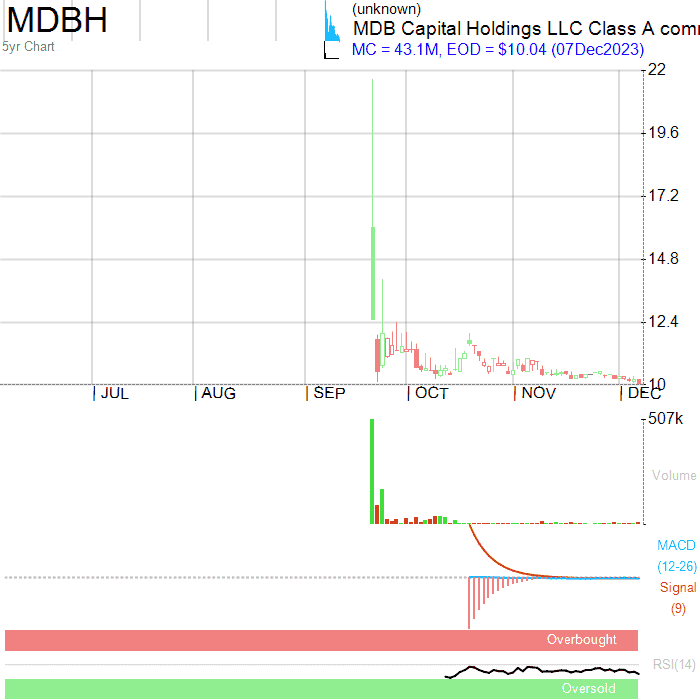 MDBH
5yr Chart
(unknown)
MDB Capital Holdings LLC Class A com
MC = 43.1M, EOD = $10.04 (07Dec2023)
22
19.6
17.2
14.8
12.4
10
JUL AUG SEP OCT NOV DEC
507k
Volume
MACD
(12-26)
Signal
(9)
Overbought
RSI(14)
Oversold